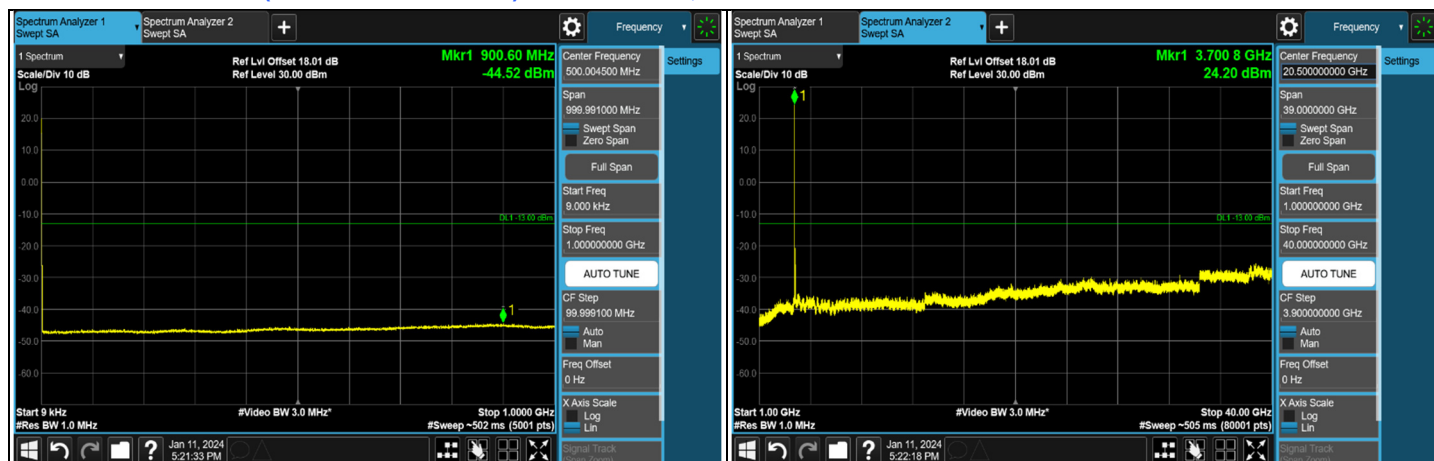 Spectrum Analyzer 1
Swept SA
Spectrum Analyzer 2
Swept SA
Frequency
1 Spectrum
Scale/Div 10 dB
Log
Ref Lvl Offset 18.01 dB
Ref Level 30.00 dBm
Mkr1 900.60 MHz
-44.52 dBm
1
20.0
10.0
0.00
-10.0
-20.0
-30.0
-40.0
-50.0
-60.0
DL1 -13.00 dBm
1
Start 9 kHz
#Res BW 1.0 MHz
#Video BW 3.0 MHz*
Stop 1.0000 GHz
#Sweep ~502 ms (5001 pts)
Center Frequency
500.004500 MHz
Settings
Span
999.991000 MHz
Swept Span
Zero Span
Full Span
Start Freq
9.000 kHz
Stop Freq
1.000000000 GHz
AUTO TUNE
CF Step
99.999100 MHz
Auto
Man
Freq Offset
0 Hz
X Axis Scale
Log
Lin
Signal Track
(Span Zoom)
?
Jan 11, 2024
5:21:33 PM
Spectrum Analyzer 1
Swept SA
Spectrum Analyzer 2
Swept SA
Frequency
1 Spectrum
Scale/Div 10 dB
Log
Ref Lvl Offset 18.01 dB
Ref Level 30.00 dBm
Mkr1 3.700 8 GHz
24.20 dBm
1
20.0
10.0
0.00
-10.0
-20.0
-30.0
-40.0
-50.0
-60.0
DL1 -13.00 dBm
Start 1.00 GHz
#Res BW 1.0 MHz
#Video BW 3.0 MHz*
Stop 40.00 GHz
#Sweep ~505 ms (80001 pts)
Center Frequency
20.500000000 GHz
Settings
Span
39.0000000 GHz
Swept Span
Zero Span
Full Span
Start Freq
1.000000000 GHz
Stop Freq
40.000000000 GHz
AUTO TUNE
CF Step
3.900000000 GHz
Auto
Man
Freq Offset
0 Hz
X Axis Scale
Log
Lin
Signal Track
(Span Zoom)
?
Jan 11, 2024
5:22:18 PM